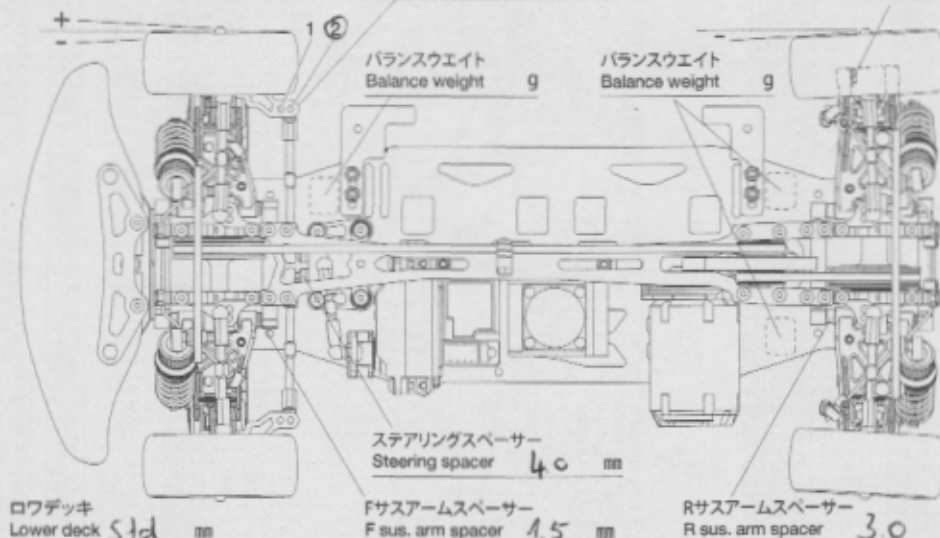 +
-
1 ②
-
バランスウエイト
Balance weight g
バランスウエイト
Balance weight g
ステアリングスペーサー
Steering spacer 4.0 mm
ロワデッキ
Lower deck Std mm
Fサスアームスペーサー
F sus. arm spacer 1.5 mm
Rサスアームスペーサー
R sus. arm spacer 3.0